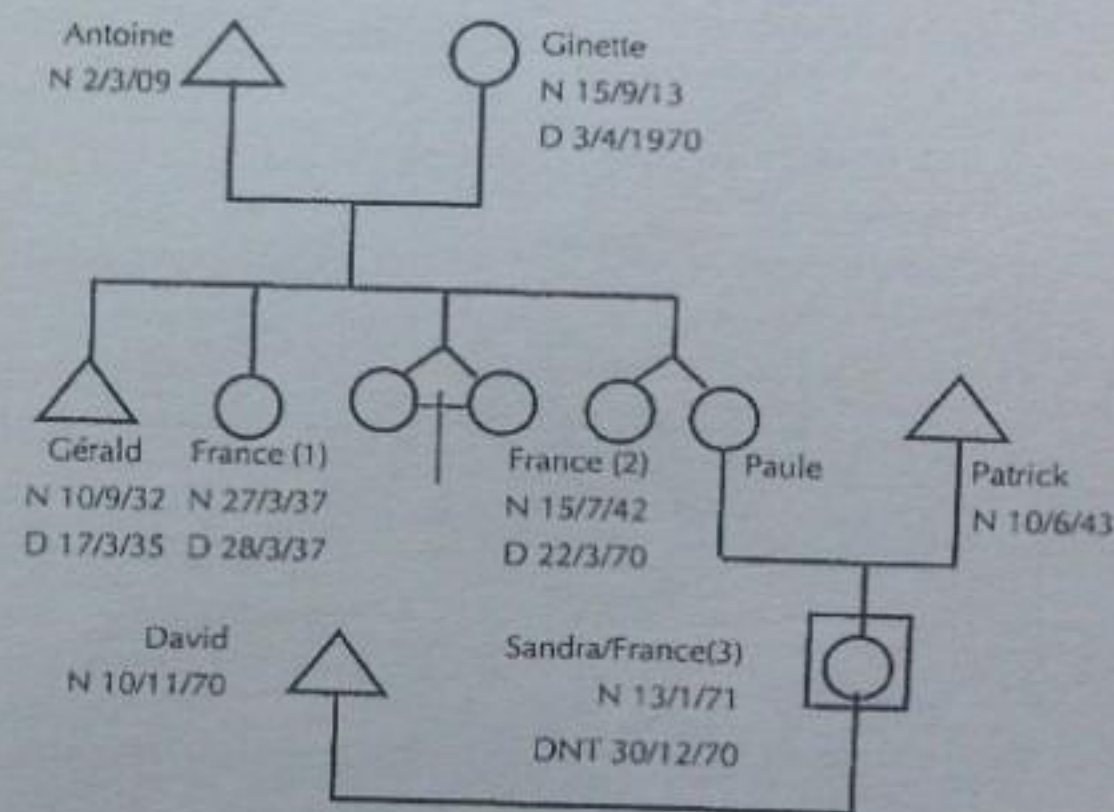 Antoine
N 2/3/09
Ginette
N 15/9/13
D 3/4/1970
Gérald
N 10/9/32
D 17/3/35
France (1)
N 27/3/37
D 28/3/37
France (2)
N 15/7/42
D 22/3/70
Paule
Patrick
N 10/6/43
David
N 10/11/70
Sandra/France(3)
N 13/1/71
DNT 30/12/70